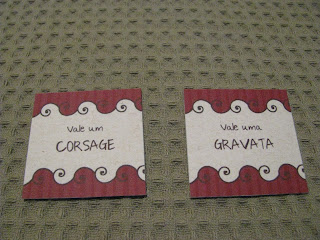 Vale um
CORSAGE
Vale uma
GRAVATA